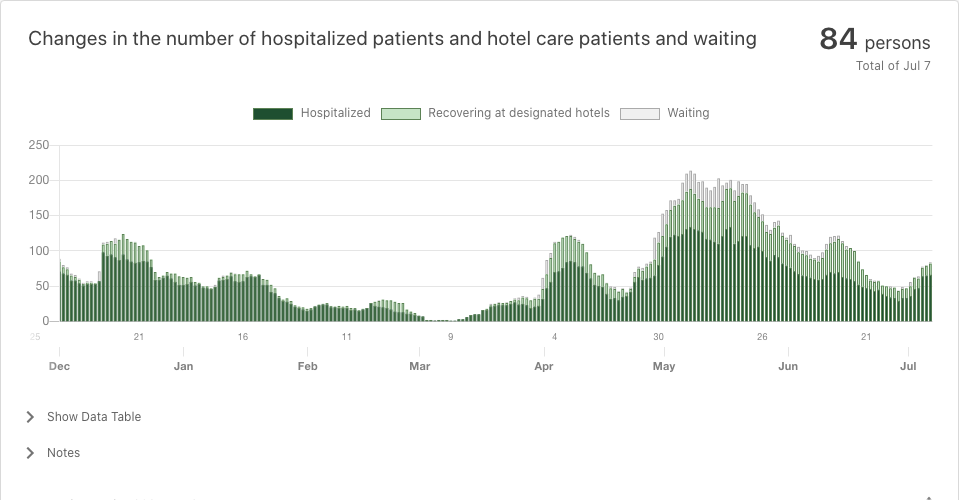 Changes in the number of hospitalized patients and hotel care patients and waiting
84 persons
Total of Jul 7
Hospitalized Recovering at designated hotels Waiting
250
200
150
100
50
0
25 21 16 11 9 4 30 26 21
Dec Jan Feb Mar Apr May Jun Jul
Show Data Table
Notes